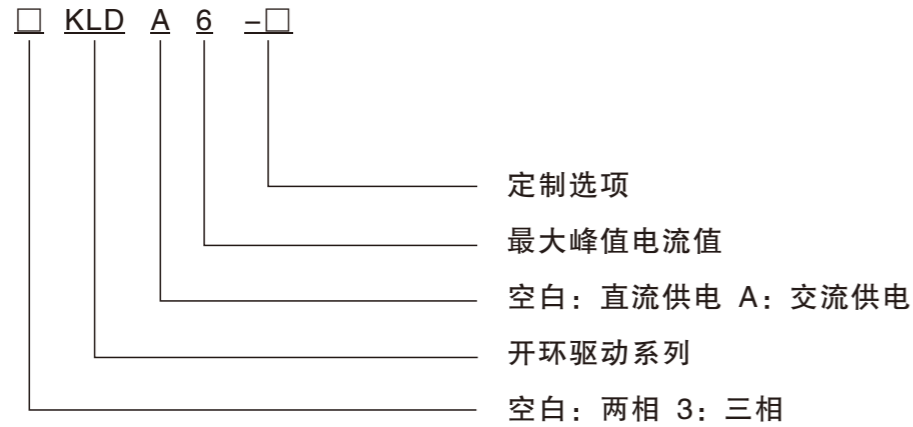 □ KLD A 6 –□
定制选项
最大峰值电流值
空白：直流供电 A：交流供电
开环驱动系列
空白：两相 3：三相